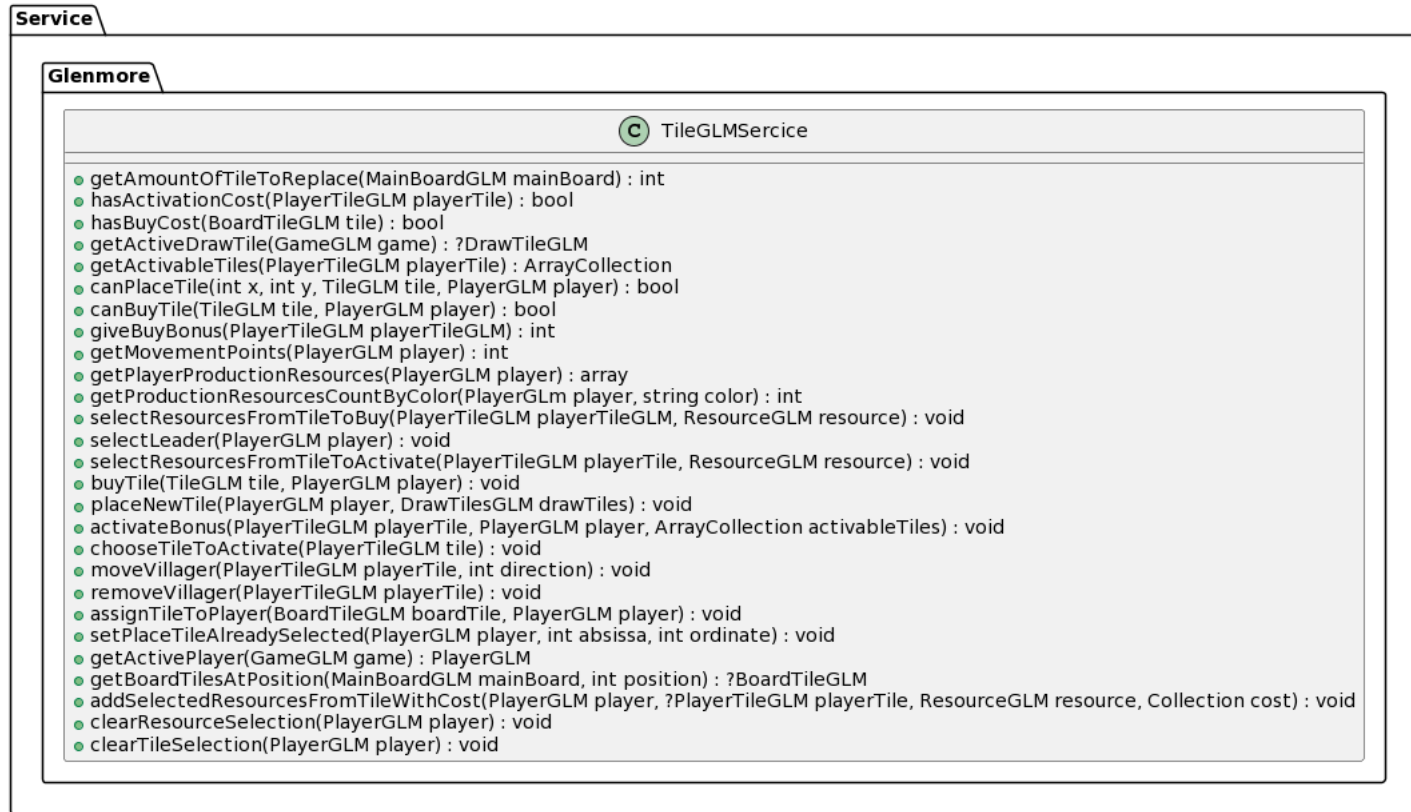 Service
Glenmore
C TileGLMSercice
getAmountOfTileToReplace(MainBoardGLM mainBoard) : int
hasActivationCost(PlayerTileGLM playerTile) : bool
hasBuyCost(BoardTileGLM tile) : bool
getActiveDrawTile(GameGLM game) : ?DrawTileGLM
getActivableTiles(PlayerTileGLM playerTile) : ArrayCollection
canPlaceTile(int x, int y, TileGLM tile, PlayerGLM player) : bool
canBuyTile(TileGLM tile, PlayerGLM player) : bool
giveBuyBonus(PlayerTileGLM playerTileGLM) : int
getMovementPoints(PlayerGLM player) : int
getPlayerProductionResources(PlayerGLM player) : array
getProductionResourcesCountByColor(PlayerGLm player, string color) : int
selectResourcesFromTileToBuy(PlayerTileGLM playerTileGLM, ResourceGLM resource) : void
selectLeader(PlayerGLM player) : void
selectResourcesFromTileToActivate(PlayerTileGLM playerTile, ResourceGLM resource) : void
buyTile(TileGLM tile, PlayerGLM player) : void
placeNewTile(PlayerGLM player, DrawTilesGLM drawTiles) : void
activateBonus(PlayerTileGLM playerTile, PlayerGLM player, ArrayCollection activableTiles) : void
chooseTileToActivate(PlayerTileGLM tile) : void
moveVillager(PlayerTileGLM playerTile, int direction) : void
removeVillager(PlayerTileGLM playerTile) : void
assignTileToPlayer(BoardTileGLM boardTile, PlayerGLM player) : void
setPlaceTileAlreadySelected(PlayerGLM player, int absissa, int ordinate) : void
getActivePlayer(GameGLM game) : PlayerGLM
getBoardTilesAtPosition(MainBoardGLM mainBoard, int position) : ?BoardTileGLM
addSelectedResourcesFromTileWithCost(PlayerGLM player, ?PlayerTileGLM playerTile, ResourceGLM resource, Collection cost) : void
clearResourceSelection(PlayerGLM player) : void
clearTileSelection(PlayerGLM player) : void